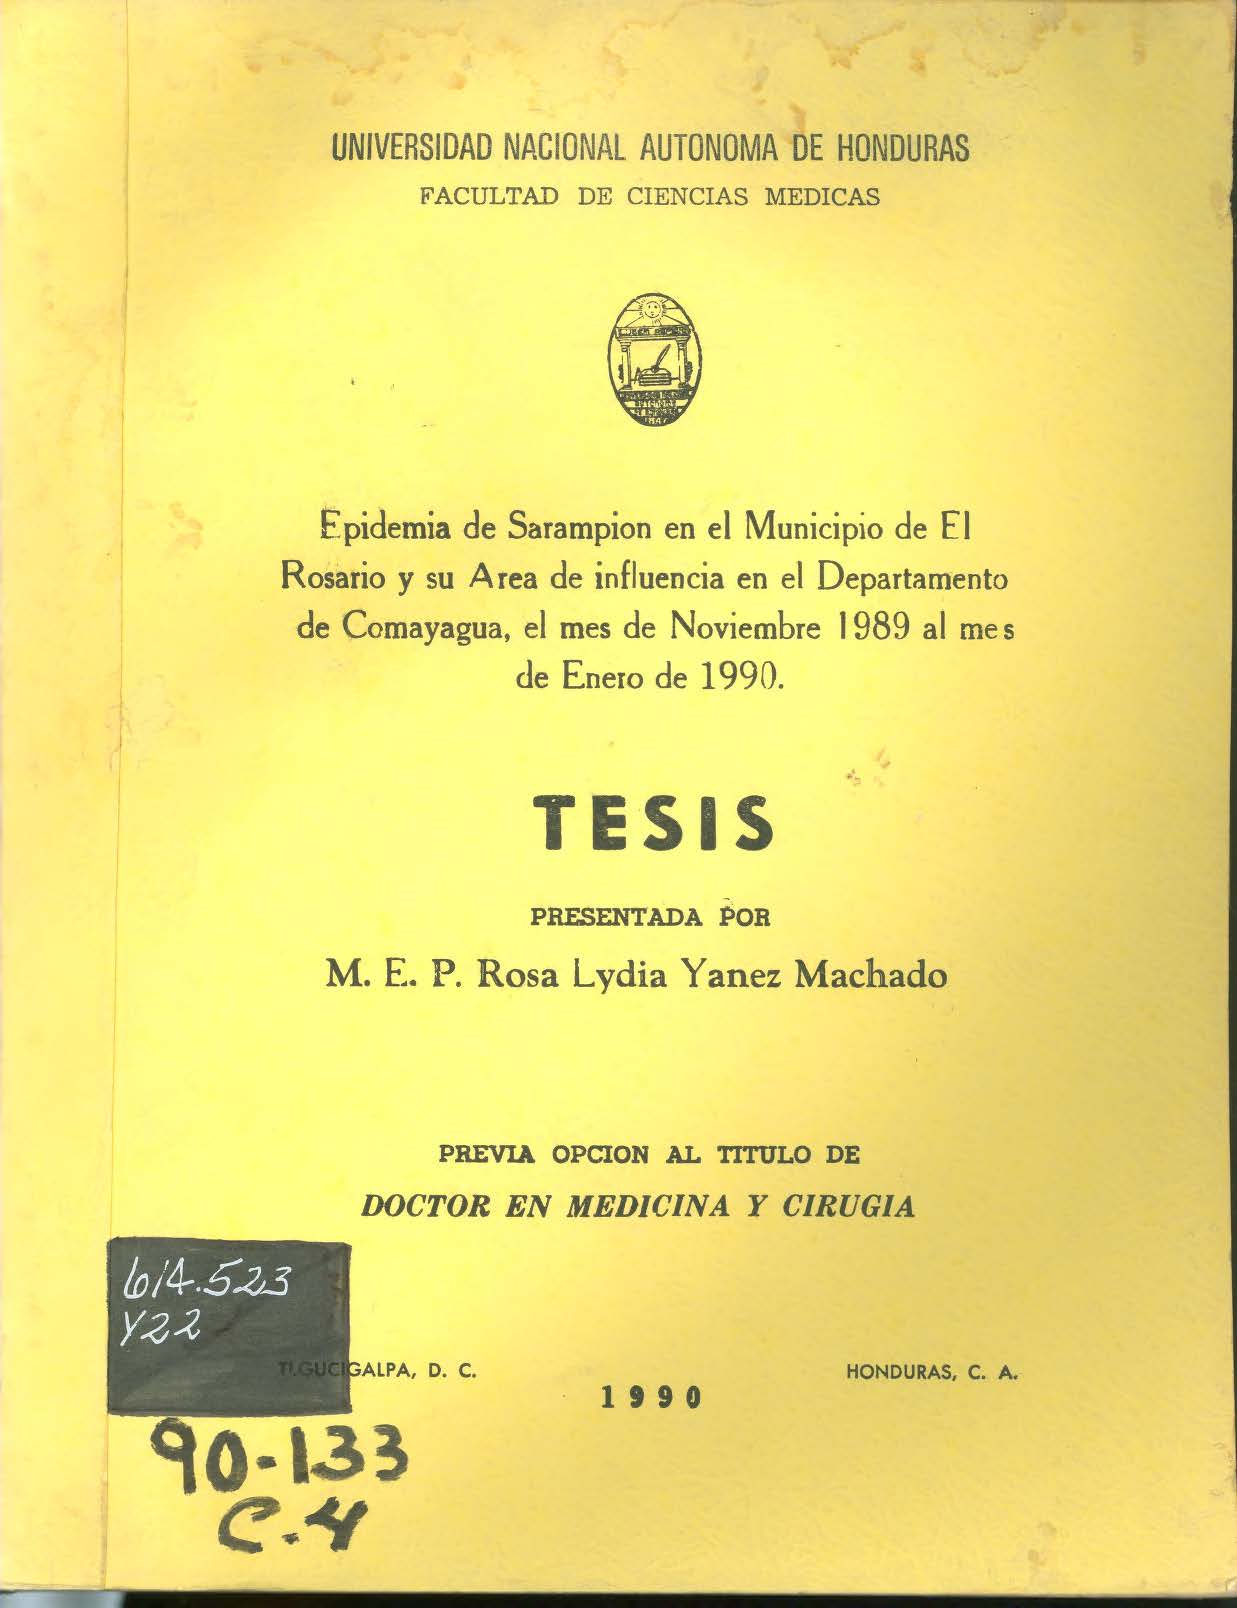 UNIVERSIDAD NACIONAL AUTONOMA DE HONDURAS
FACULTAD DE CIENCIAS MEDICAS
Epidemia de Sarampion en el Municipio de El
Rosario y su Area de influencia en el Departamento
de Comayagua, el mes de Noviembre 1989 al mes
de Enero de 1990.
TESIS
PRESENTADA POR
M. E. P. Rosa Lydia Yanez Machado
PREVIA OPCION AL TITULO DE
DOCTOR EN MEDICINA Y CIRUGIA
614.523
Y22
TEGUCIGALPA, D. C.
HONDURAS, C. A.
1990
90-133
C.4